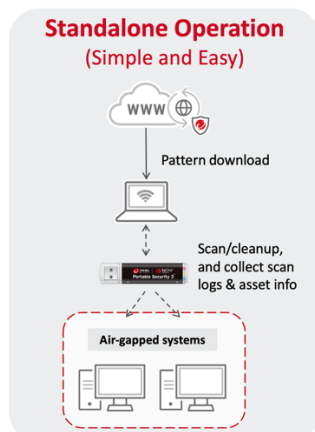 Standalone Operation
(Simple and Easy)
WWW
Pattern download
Scan/cleanup,
and collect scan
logs & asset info
Portable Security 3
Air-gapped systems